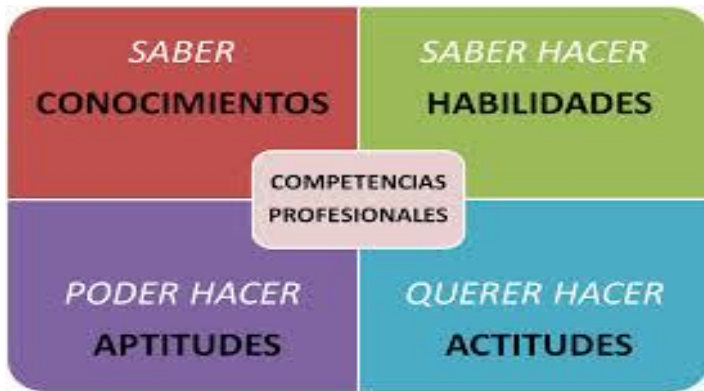 SABER
CONOCIMIENTOS
SABER HACER
HABILIDADES
COMPETENCIAS
PROFESIONALES
PODER HACER
APTITUDES
QUERER HACER
ACTITUDES